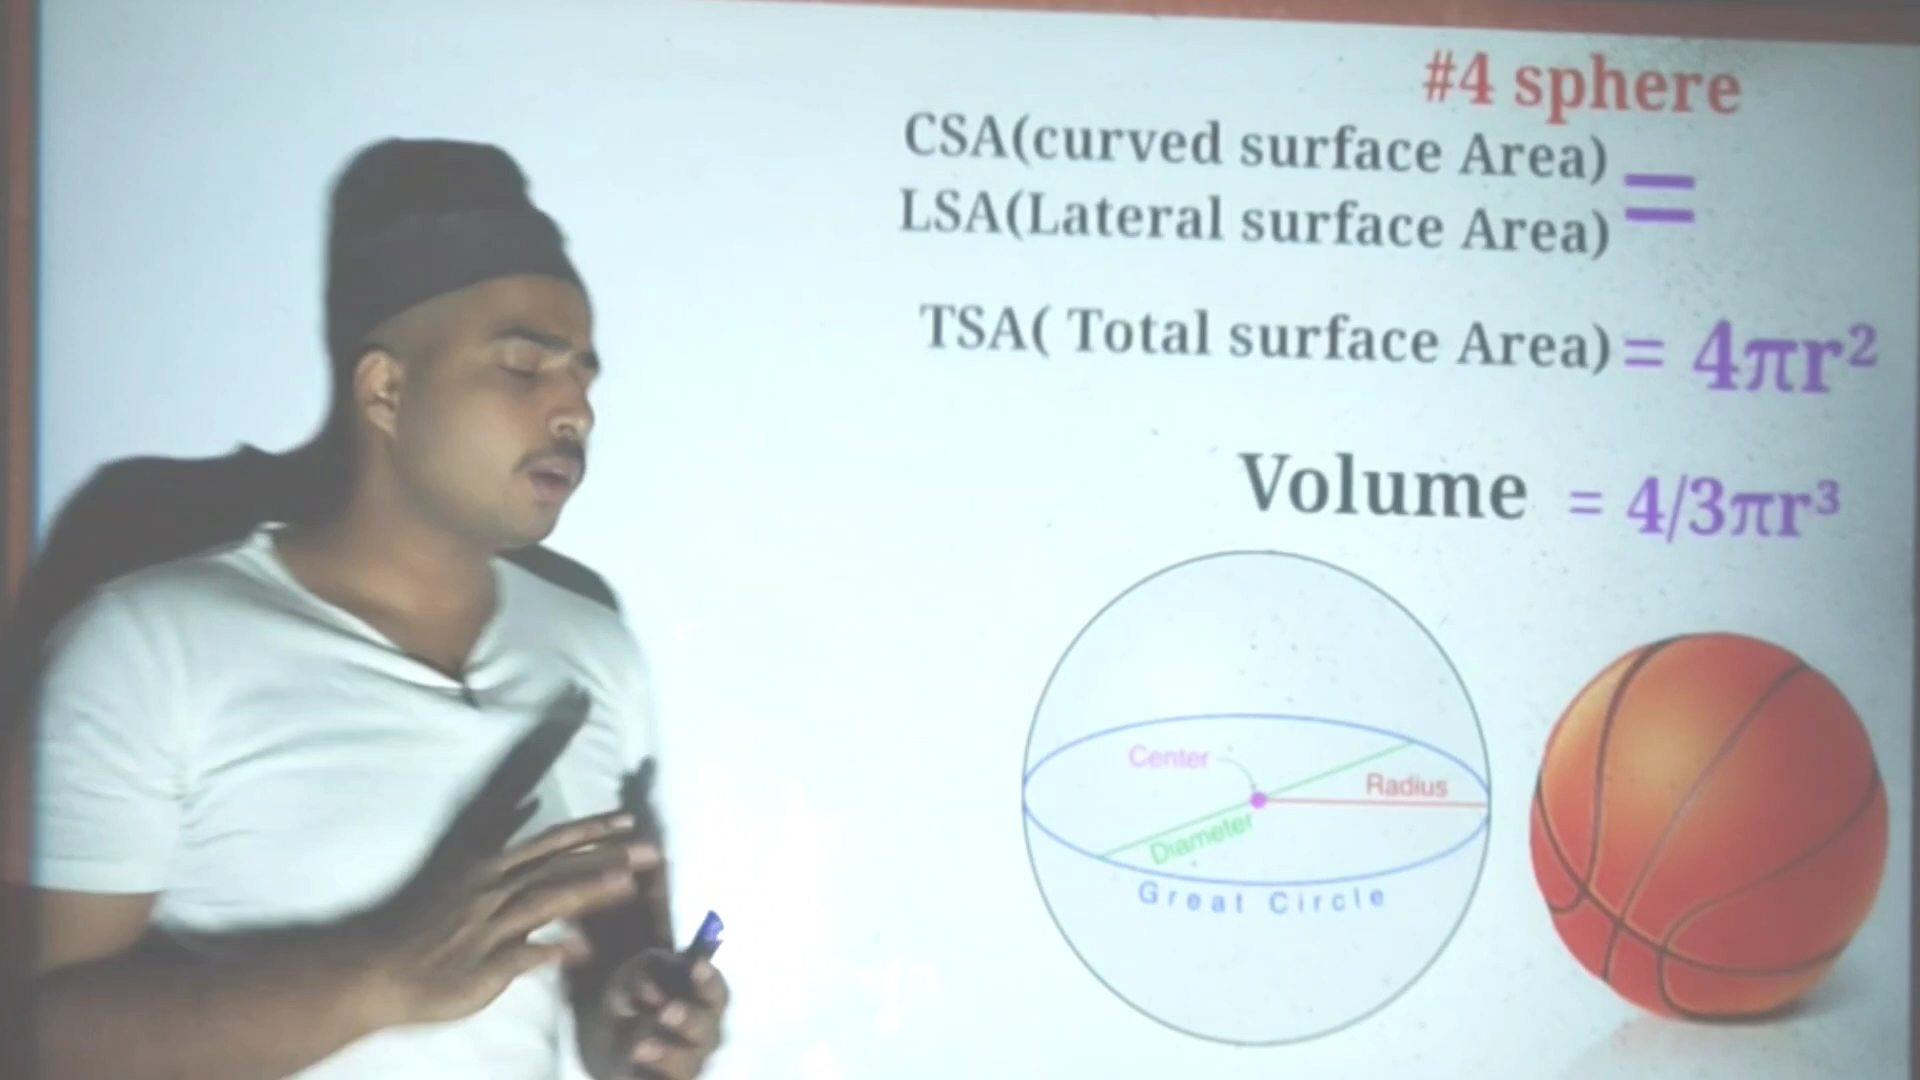 #4 sphere
CSA(curved surface Area)
LSA(Lateral surface Area)
=
TSA( Total surface Area) = 4πr²
Volume = 4/3πr³
Center
Radius
Diameter
Great Circle